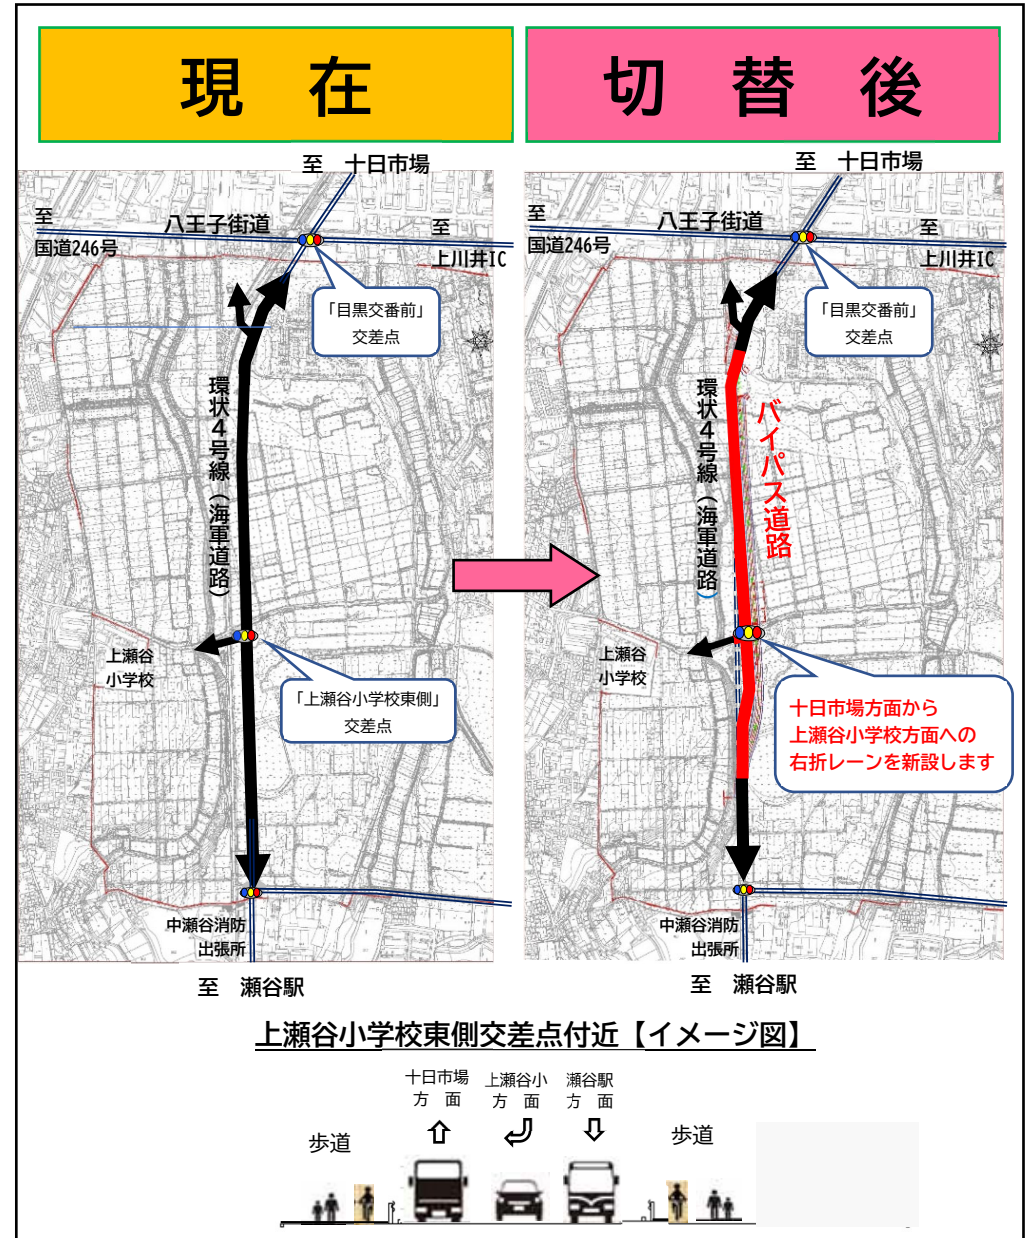 現　在
切　替　後
至　十日市場
至
国道246号
八王子街道
至
上川井IC
「目黒交番前」
交差点
環状４号線（海軍道路）
上瀬谷
小学校
「上瀬谷小学校東側」
交差点
中瀬谷消防
出張所
至　瀬谷駅
至　十日市場
至
国道246号
八王子街道
至
上川井IC
「目黒交番前」
交差点
環状４号線（海軍道路）
バイパス道路
上瀬谷
小学校
十日市場方面から
上瀬谷小学校方面への
右折レーンを新設します
中瀬谷消防
出張所
至　瀬谷駅
上瀬谷小学校東側交差点付近【イメージ図】
歩道
十日市場
方　面
上瀬谷小
方　面
瀬谷駅
方　面
歩道